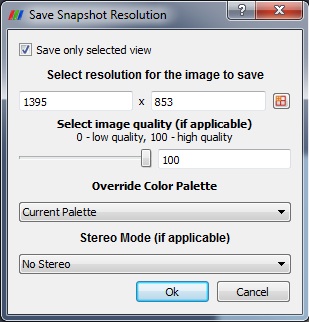 Save Snapshot Resolution
Save only selected view
Select resolution for the image to save
1395 x 853
Select image quality (if applicable)
0 - low quality, 100 - high quality
100
Override Color Palette
Current Palette
Stereo Mode (if applicable)
No Stereo
Ok Cancel